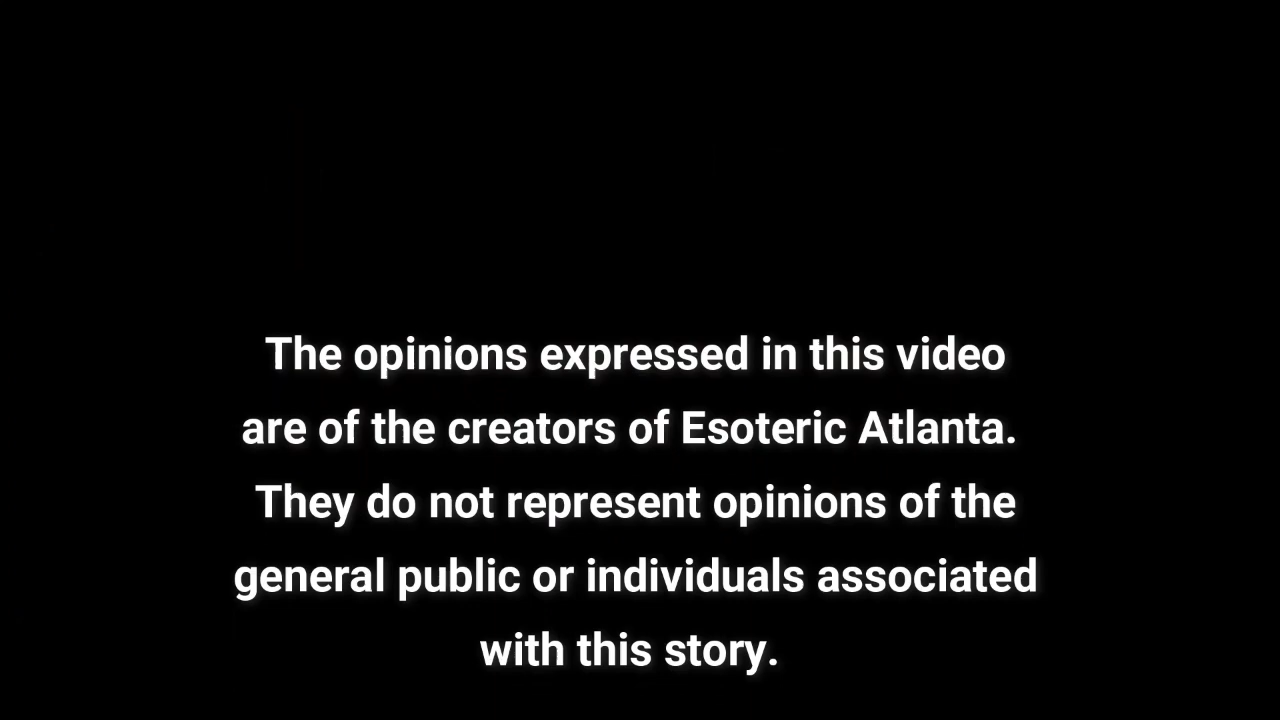 The opinions expressed in this video
are of the creators of Esoteric Atlanta.
They do not represent opinions of the
general public or individuals associated
with this story.